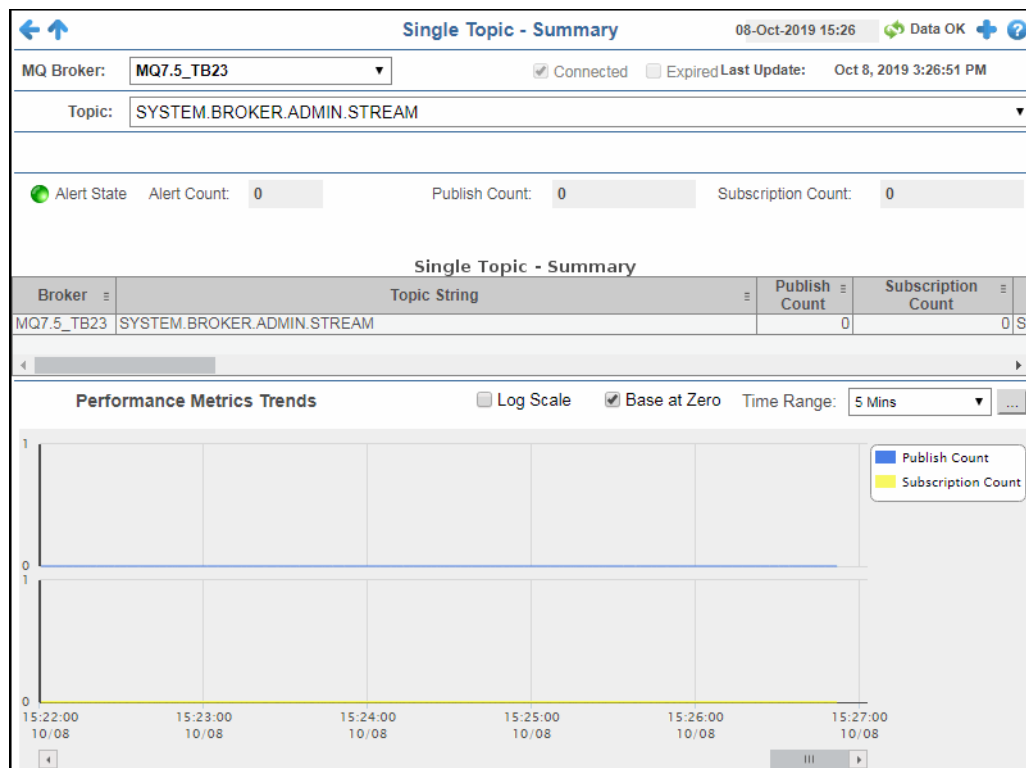 Single Topic - Summary 08-Oct-2019 15:26 Data OK ?
MQ Broker: MQ7.5_TB23 Connected Expired Last Update: Oct 8, 2019 3:26:51 PM
Topic: SYSTEM.BROKER.ADMIN.STREAM
Alert State Alert Count: 0 Publish Count: 0 Subscription Count: 0
Single Topic - Summary
Broker Topic String Publish Count Subscription Count
MQ7.5_TB23 SYSTEM.BROKER.ADMIN.STREAM 0 0 S
Performance Metrics Trends Log Scale Base at Zero Time Range: 5 Mins ...
1
Publish Count
Subscription Count
0
1
0
15:22:00 15:23:00 15:24:00 15:25:00 15:26:00 15:27:00
10/08 10/08 10/08 10/08 10/08 10/08